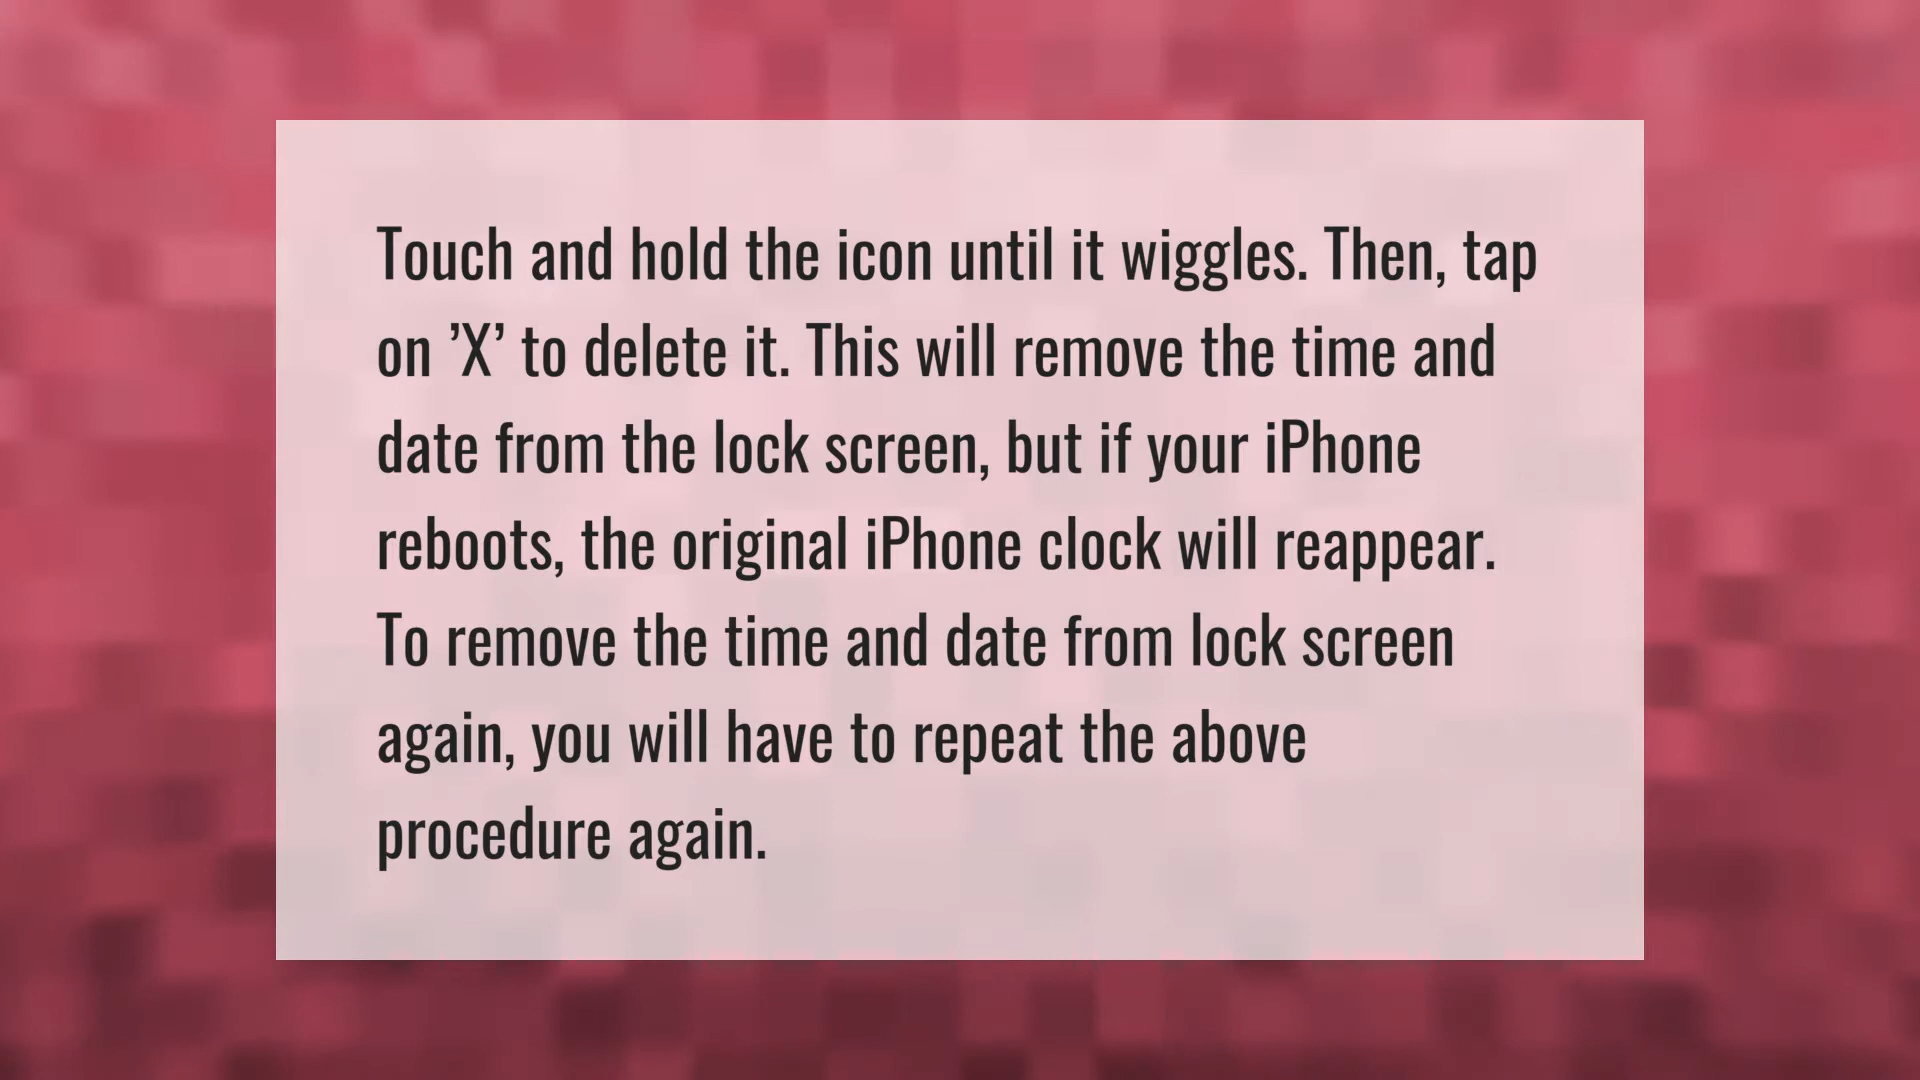 Touch and hold the icon until it wiggles. Then, tap
on ’X’ to delete it. This will remove the time and
date from the lock screen, but if your iPhone
reboots, the original iPhone clock will reappear.
To remove the time and date from lock screen
again, you will have to repeat the above
procedure again.